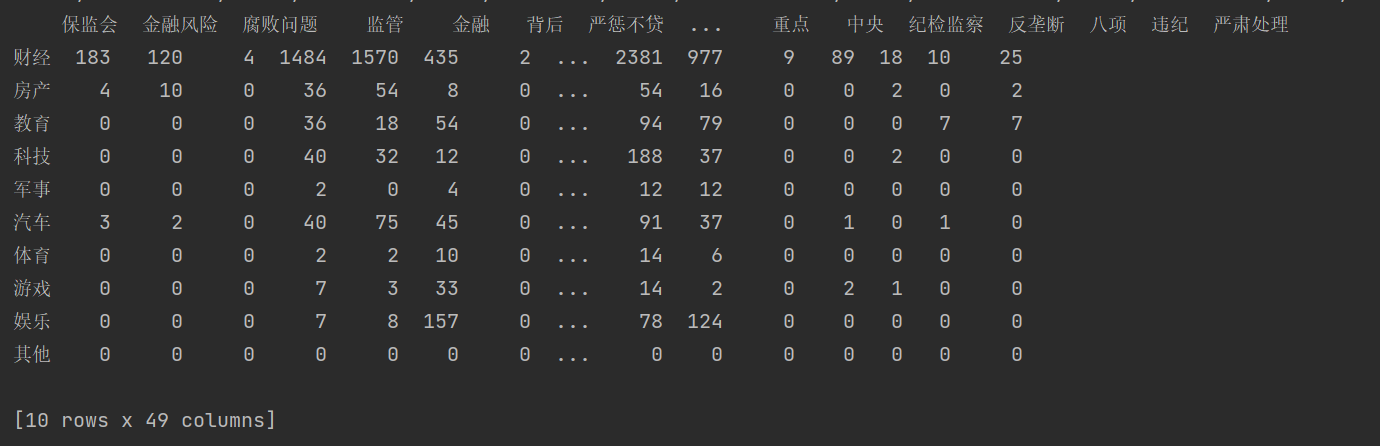 保监会 金融风险 腐败问题 监管 金融 背后 严惩不贷 ... 重点 中央 纪检监察 反垄断 八项 违纪 严肃处理
财经 183 120 4 1484 1570 435 2 ... 2381 977 9 89 18 10 25
房产 4 10 0 36 54 8 0 ... 54 16 0 0 2 0 2
教育 0 0 0 36 18 54 0 ... 94 79 0 0 0 7 7
科技 0 0 0 40 32 12 0 ... 188 37 0 0 2 0 0
军事 0 0 0 2 0 4 0 ... 12 12 0 0 0 0 0
汽车 3 2 0 40 75 45 0 ... 91 37 0 1 0 1 0
体育 0 0 0 2 2 10 0 ... 14 6 0 0 0 0 0
游戏 0 0 0 7 3 33 0 ... 14 2 0 2 1 0 0
娱乐 0 0 0 7 8 157 0 ... 78 124 0 0 0 0 0
其他 0 0 0 0 0 0 0 ... 0 0 0 0 0 0 0
[10 rows x 49 columns]